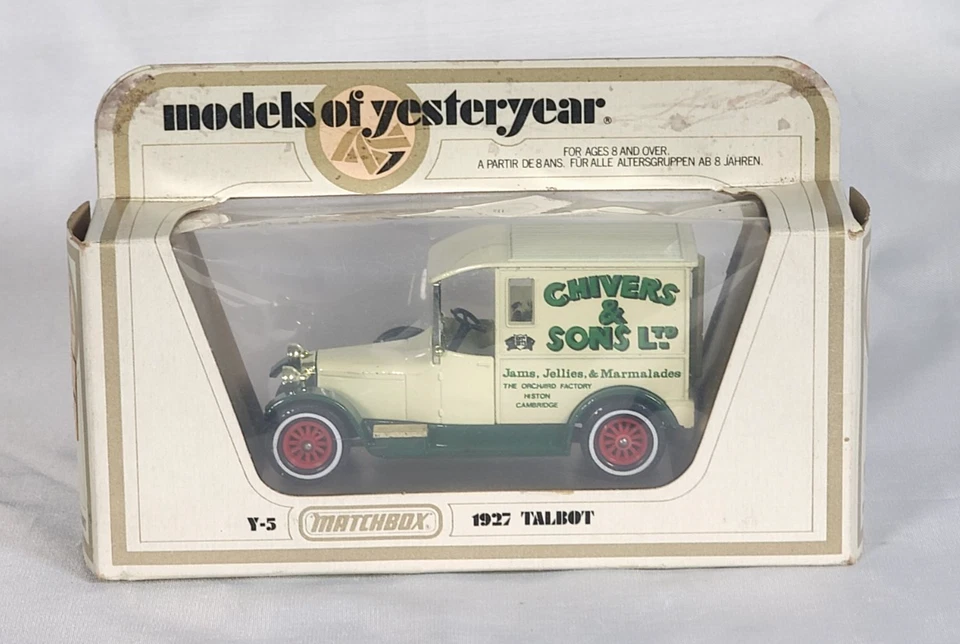 models of yesteryear®
FOR AGES 8 AND OVER.
A PARTIR DE 8 ANS. FÜR ALLE ALTERSGRUPPEN AB 8 JAHREN.
CHIVERS
&
SONS LTD
Jams, Jellies, & Marmalades
THE ORCHARD FACTORY
HISTON
CAMBRIDGE
Y-5 MATCHBOX 1927 TALBOT